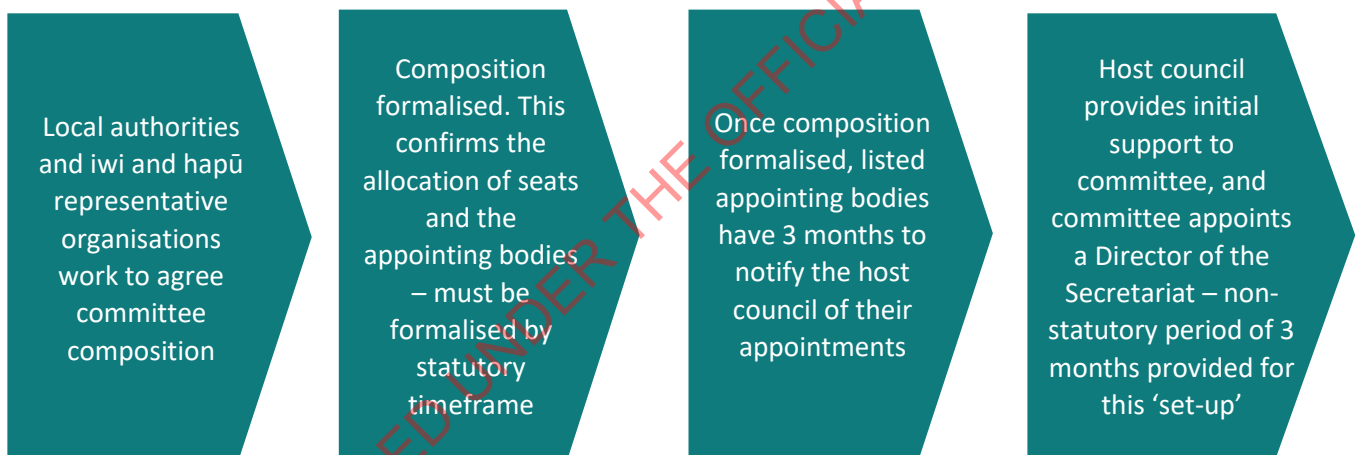 Local authorities
and iwi and hapū
representative
organisations
work to agree
committee
composition
Composition
formalised. This
confirms the
allocation of seats
and the
appointing bodies
– must be
formalised by
statutory
timeframe
Once composition
formalised, listed
appointing bodies
have 3 months to
notify the host
council of their
appointments
Host council
provides initial
support to
committee, and
committee appoints
a Director of the
Secretariat – non-
statutory period of 3
months provided for
this ‘set-up’
UNDER THE